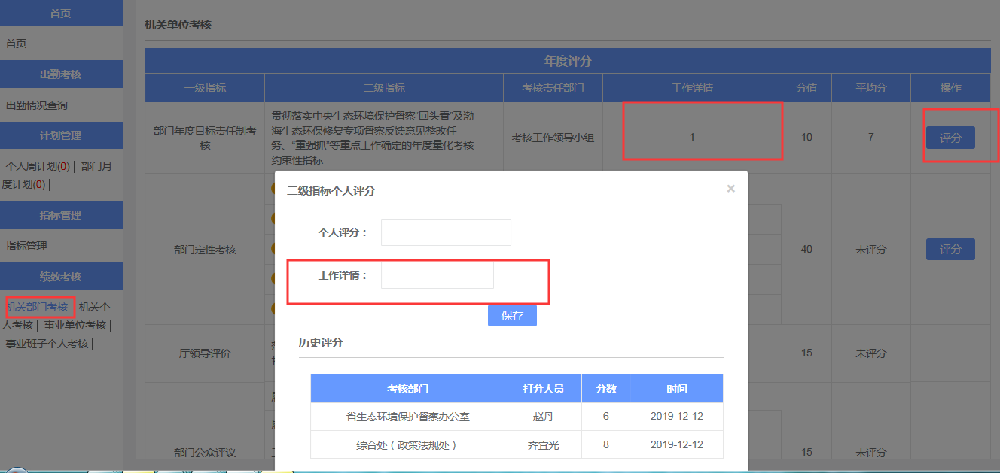 首页
首页
出勤考核
出勤情况查询
计划管理
个人周计划(0)| 部门月
度计划(0)|
指标管理
指标管理
绩效考核
机关部门考核| 机关个
人考核| 事业单位考核|
事业班子个人考核|
机关单位考核
年度评分
一级指标 二级指标 考核责任部门 工作详情 分值 平均分 操作
部门年度目标责任制考
核
贯彻落实中央生态环境保护督察“回头看”及渤
海生态环保修复专项督察反馈意见整改任
务、“重强抓”等重点工作确定的年度量化考核
约束性指标
考核工作领导小组 1 10 7 评分
部门定性考核 40 未评分 评分
厅领导评价 15 未评分
部门公众评议 15 未评分
二级指标个人评分 ×
个人评分：
工作详情：
保存
历史评分
考核部门 打分人员 分数 时间
省生态环境保护督察办公室 赵丹 6 2019-12-12
综合处（政策法规处） 齐宜光 8 2019-12-12